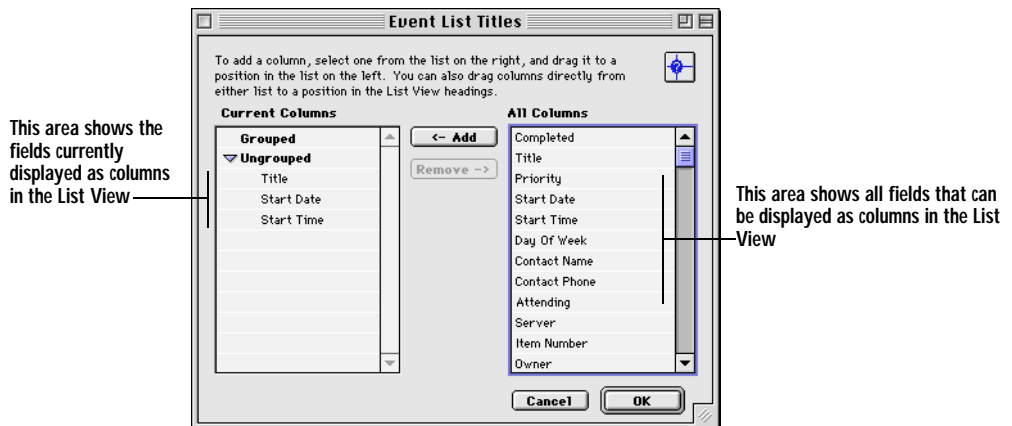 Event List Titles
To add a column, select one from the list on the right, and drag it to a
position in the list on the left. You can also drag columns directly from
either list to a position in the List View headings.
Current Columns
Grouped
Ungrouped
Title
Start Date
Start Time
<- Add
Remove ->
All Columns
Completed
Title
Priority
Start Date
Start Time
Day Of Week
Contact Name
Contact Phone
Attending
Server
Item Number
Owner
Cancel
OK
This area shows the
fields currently
displayed as columns
in the List View
This area shows all fields that can
be displayed as columns in the List
View